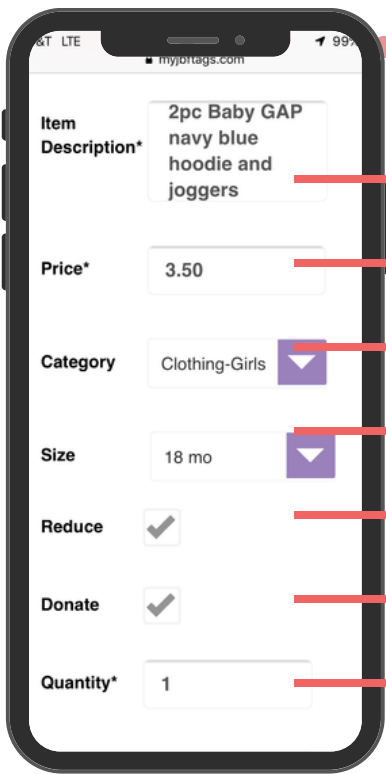 &T LTE 99%
myjbftags.com
Item
Description*
2pc Baby GAP
navy blue
hoodie and
joggers
Price*
3.50
Category
Clothing-Girls
Size
18 mo
Reduce
Donate
Quantity*
1